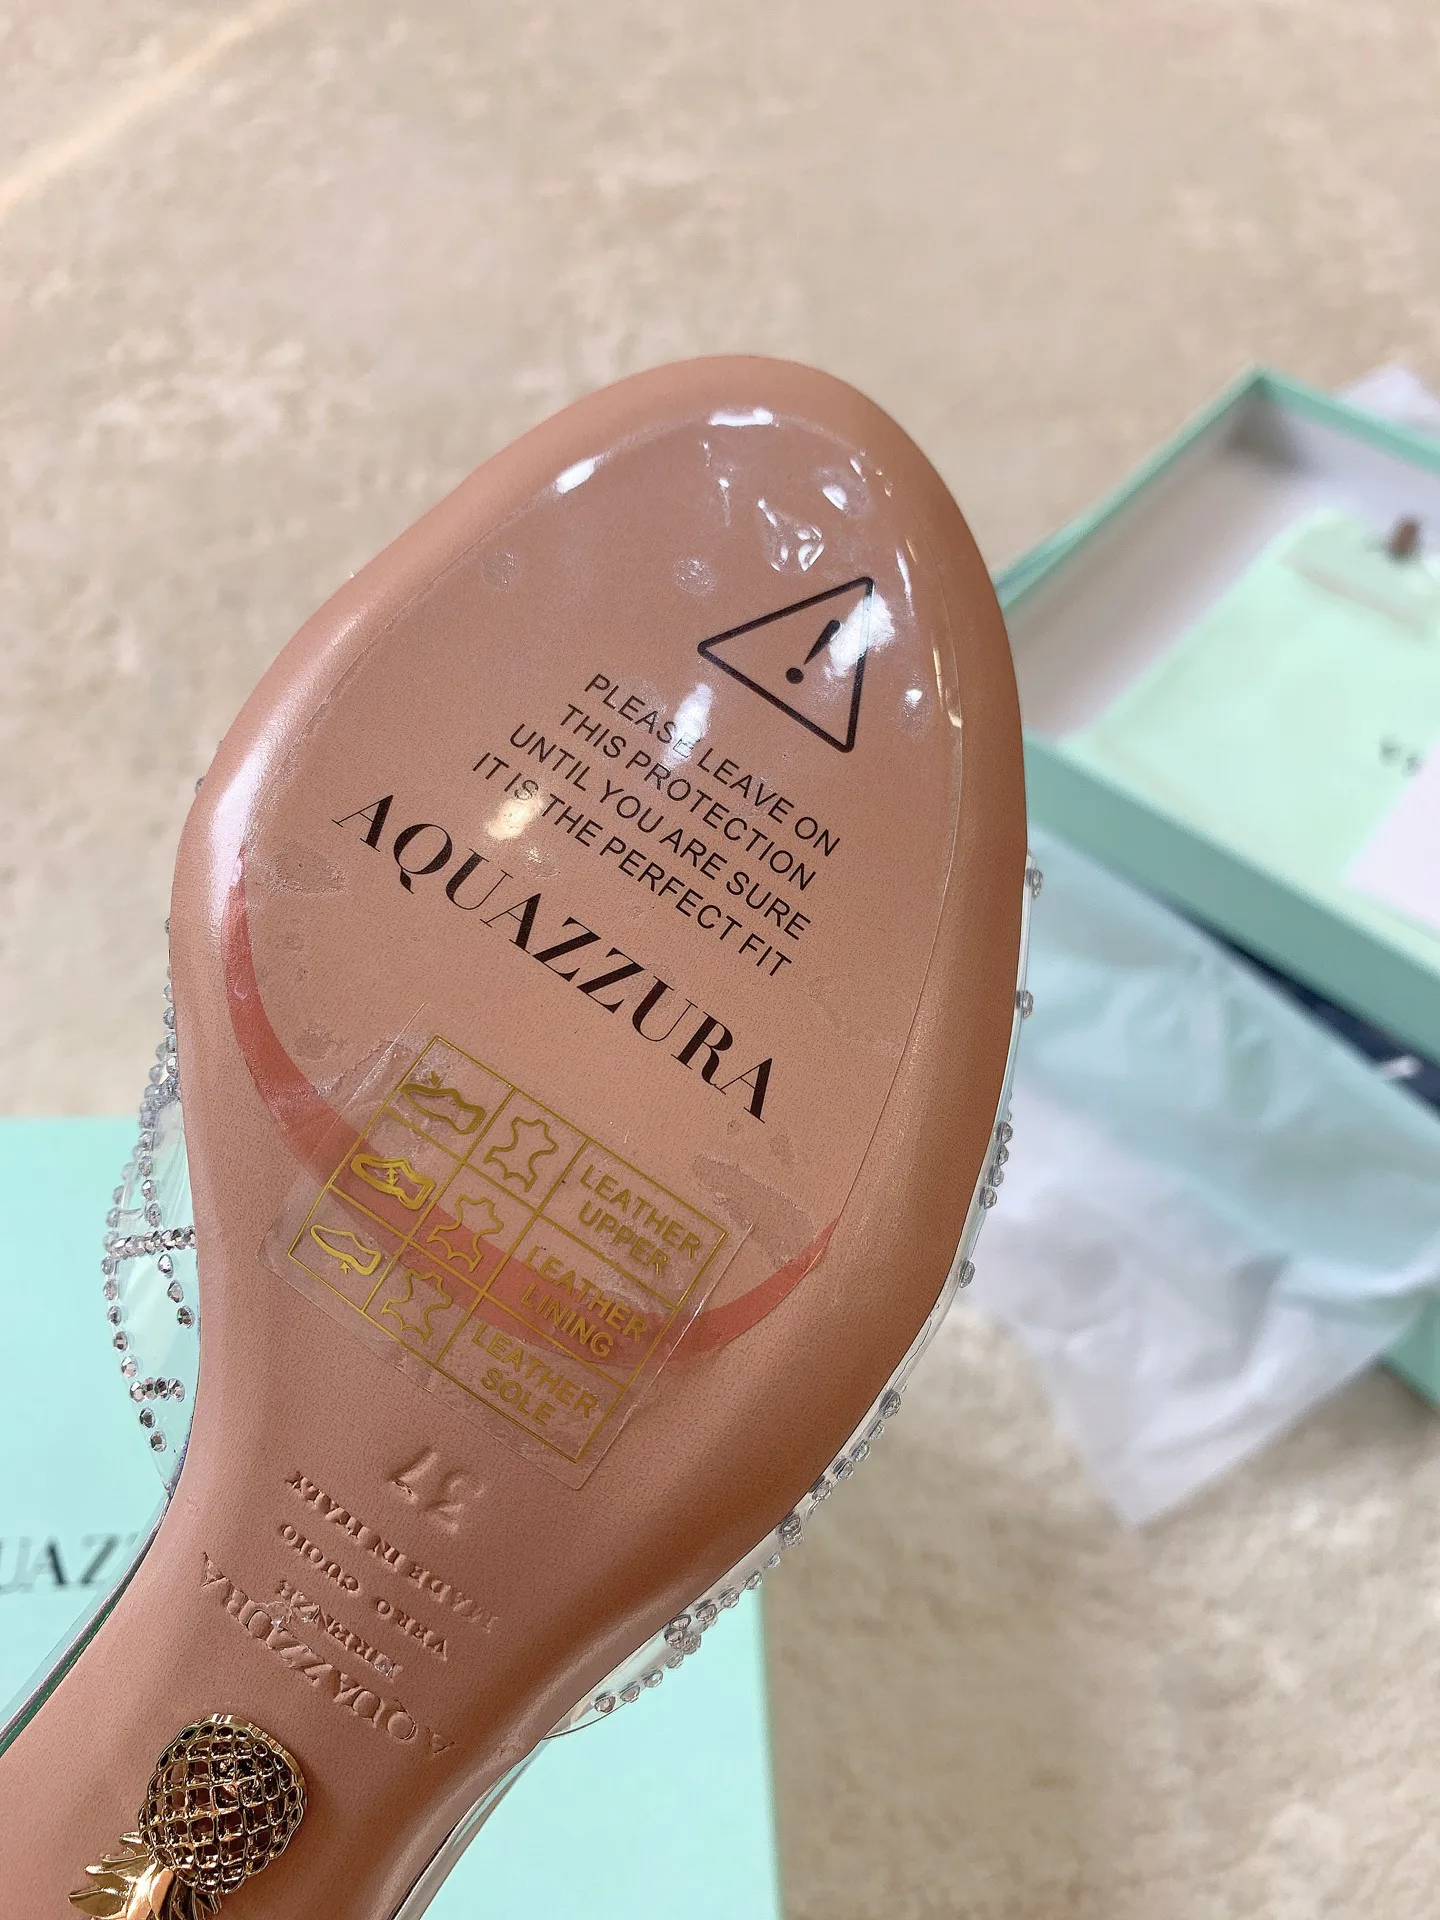 PLEASE LEAVE ON
THIS PROTECTION
UNTIL YOU ARE SURE
IT IS THE PERFECT FIT
AQUAZZURA
LEATHER
UPPER
LEATHER
LINING
LEATHER
SOLE
37
MADE IN ITALY
VERO CUOIO
FIRENZE
AQUAZZURA